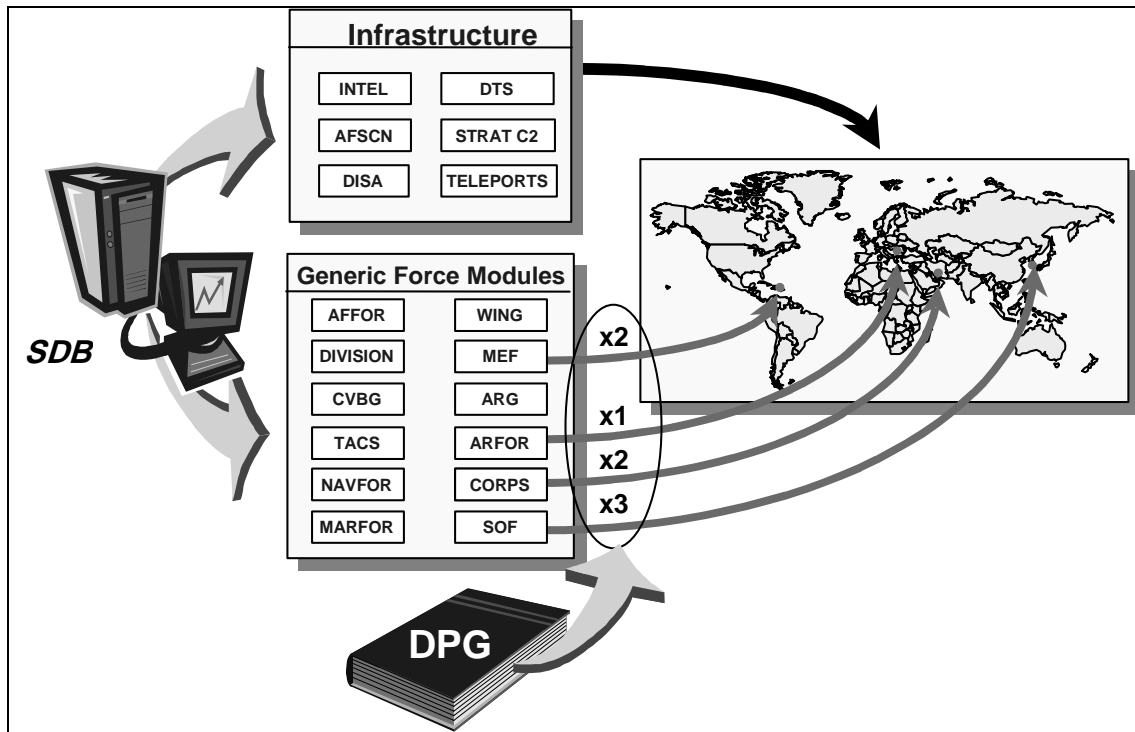 Infrastructure
INTEL
DTS
AFSCN
STRAT C2
DISA
TELEPORTS
SDB
Generic Force Modules
AFFOR
WING
DIVISION
MEF
CVBG
ARG
TACS
ARFOR
NAVFOR
CORPS
MARFOR
SOF
x2
x1
x2
x3
DPG